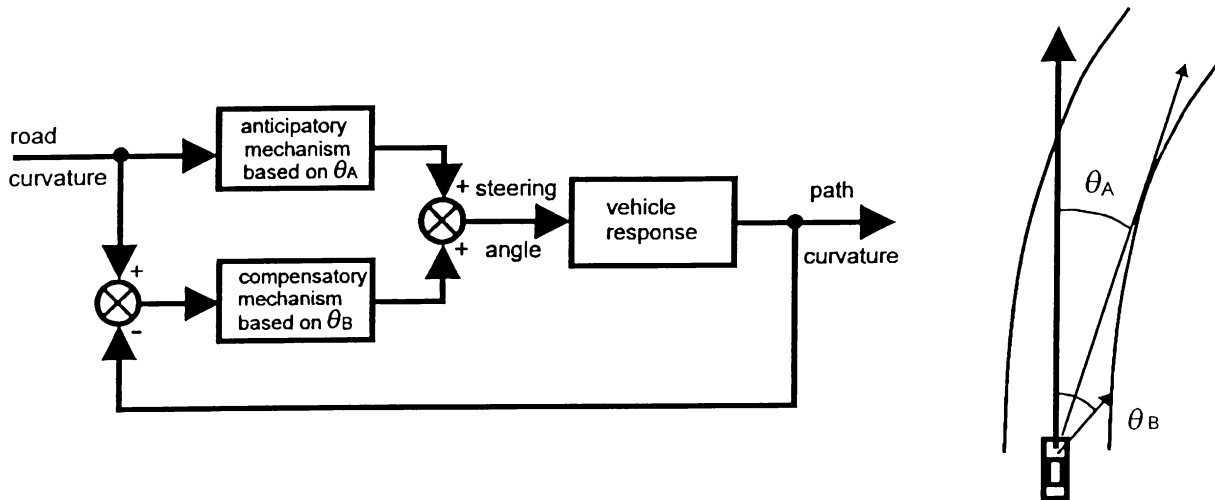 road
curvature
anticipatory
mechanism
based on θA
+
-
compensatory
mechanism
based on θB
+
+
steering
angle
vehicle
response
path
curvature
θA
θB